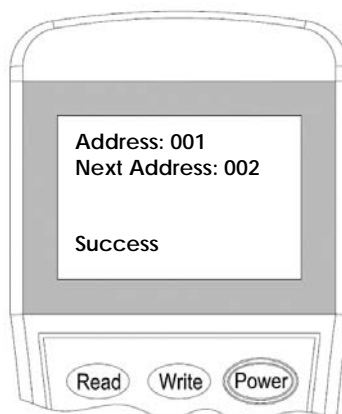 Address: 001
Next Address: 002
Success
Read Write Power